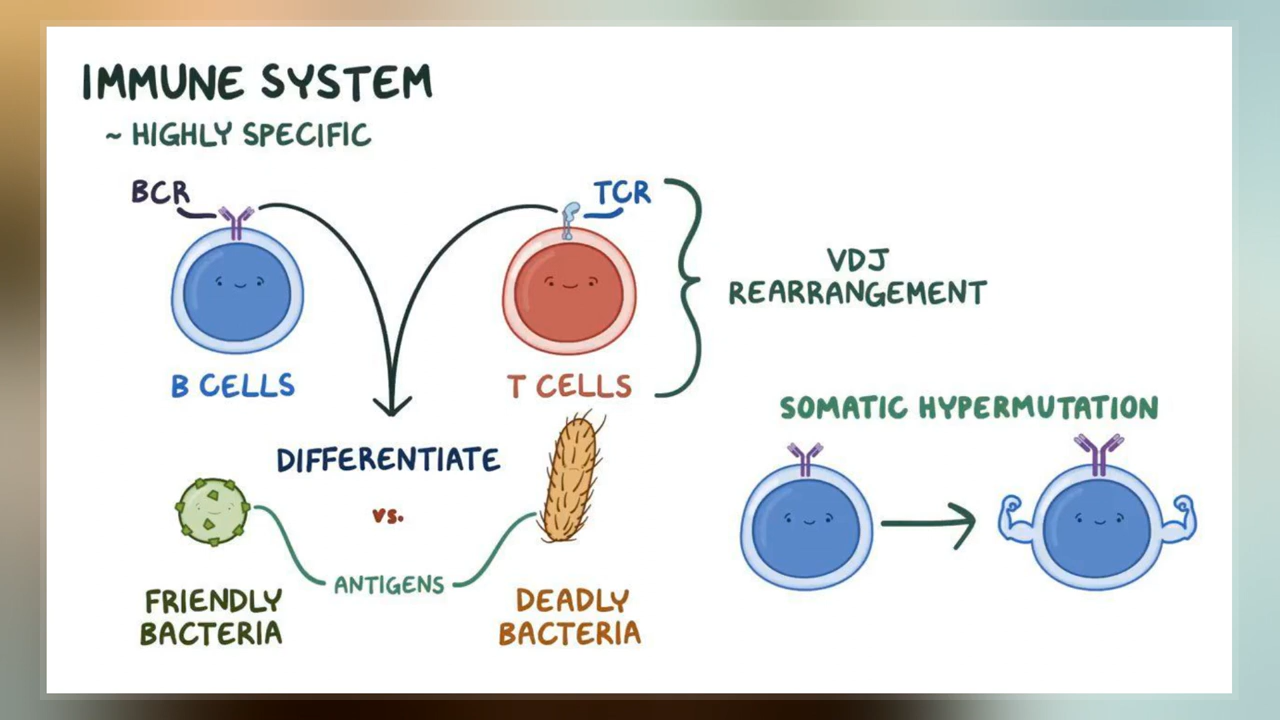 IMMUNE SYSTEM
~ HIGHLY SPECIFIC
BCR
TCR
B CELLS
T CELLS
VDJ
REARRANGEMENT
DIFFERENTIATE
vs.
ANTIGENS
FRIENDLY
BACTERIA
DEADLY
BACTERIA
SOMATIC HYPERMUTATION